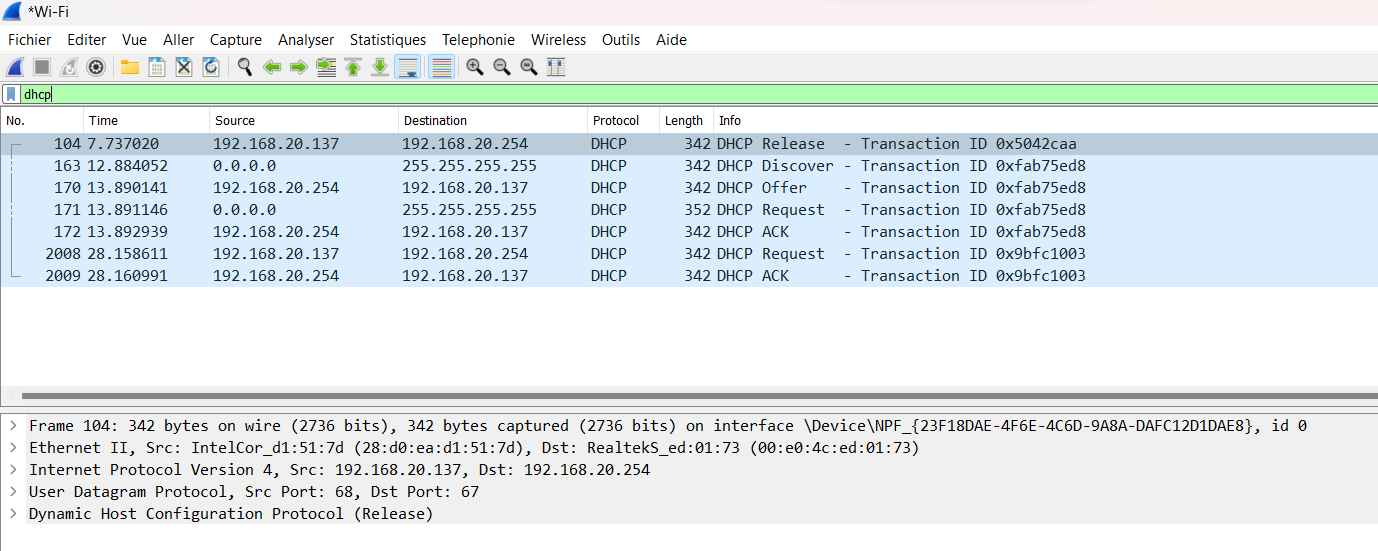 *Wi-Fi
Fichier Editer Vue Aller Capture Analyser Statistiques Telephonie Wireless Outils Aide
dhcp
No. Time Source Destination Protocol Length Info
104 7.737020 192.168.20.137 192.168.20.254 DHCP 342 DHCP Release - Transaction ID 0x5042caa
163 12.884052 0.0.0.0 255.255.255.255 DHCP 342 DHCP Discover - Transaction ID 0xfab75ed8
170 13.890141 192.168.20.254 192.168.20.137 DHCP 342 DHCP Offer - Transaction ID 0xfab75ed8
171 13.891146 0.0.0.0 255.255.255.255 DHCP 352 DHCP Request - Transaction ID 0xfab75ed8
172 13.892939 192.168.20.254 192.168.20.137 DHCP 342 DHCP ACK - Transaction ID 0xfab75ed8
2008 28.158611 192.168.20.137 192.168.20.254 DHCP 342 DHCP Request - Transaction ID 0x9bfc1003
2009 28.160991 192.168.20.254 192.168.20.137 DHCP 342 DHCP ACK - Transaction ID 0x9bfc1003
Frame 104: 342 bytes on wire (2736 bits), 342 bytes captured (2736 bits) on interface \Device\NPF_{23F18DAE-4F6E-4C6D-9A8A-DAFC12D1DAE8}, id 0
Ethernet II, Src: IntelCor_d1:51:7d (28:d0:ea:d1:51:7d), Dst: RealtekS_ed:01:73 (00:e0:4c:ed:01:73)
Internet Protocol Version 4, Src: 192.168.20.137, Dst: 192.168.20.254
User Datagram Protocol, Src Port: 68, Dst Port: 67
Dynamic Host Configuration Protocol (Release)